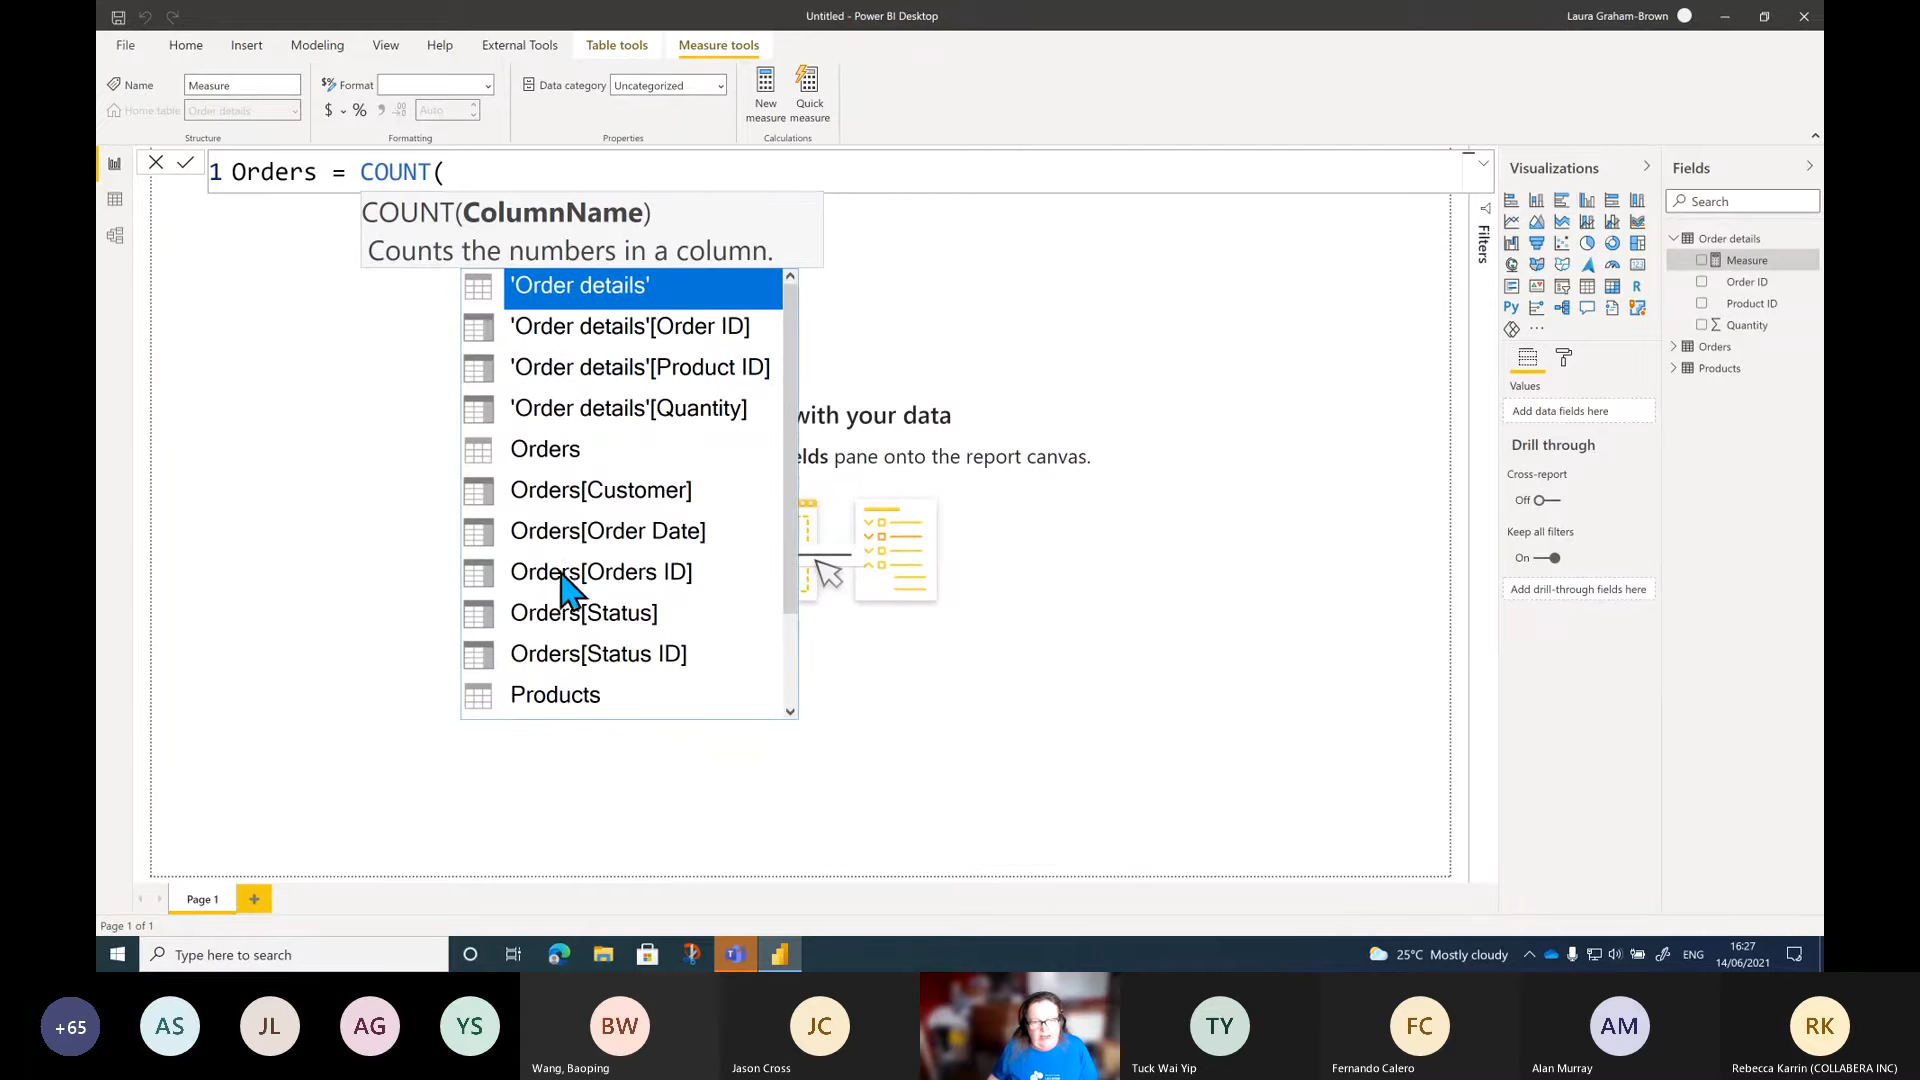 Untitled - Power BI Desktop
Laura Graham-Brown
File Home Insert Modeling View Help External Tools Table tools Measure tools
Name Measure
Home table Order details
Structure
Format
$ % Auto
Formatting
Data category Uncategorized
Properties
New measure
Quick measure
Calculations
1 Orders = COUNT(
COUNT(ColumnName)
Counts the numbers in a column.
'Order details'
'Order details'[Order ID]
'Order details'[Product ID]
'Order details'[Quantity]
Orders
Orders[Customer]
Orders[Order Date]
Orders[Orders ID]
Orders[Status]
Orders[Status ID]
Products
with your data
elds pane onto the report canvas.
Filters
Visualizations
R
Py
Values
Add data fields here
Drill through
Cross-report
Off
Keep all filters
On
Add drill-through fields here
Fields
Search
Order details
Measure
Order ID
Product ID
Quantity
Orders
Products
Page 1
Page 1 of 1
Type here to search
25°C Mostly cloudy
ENG
16:27
14/06/2021
+65
AS
JL
AG
YS
BW
Wang, Baoping
JC
Jason Cross
TY
Tuck Wai Yip
FC
Fernando Calero
AM
Alan Murray
RK
Rebecca Karrin (COLLABERA INC)